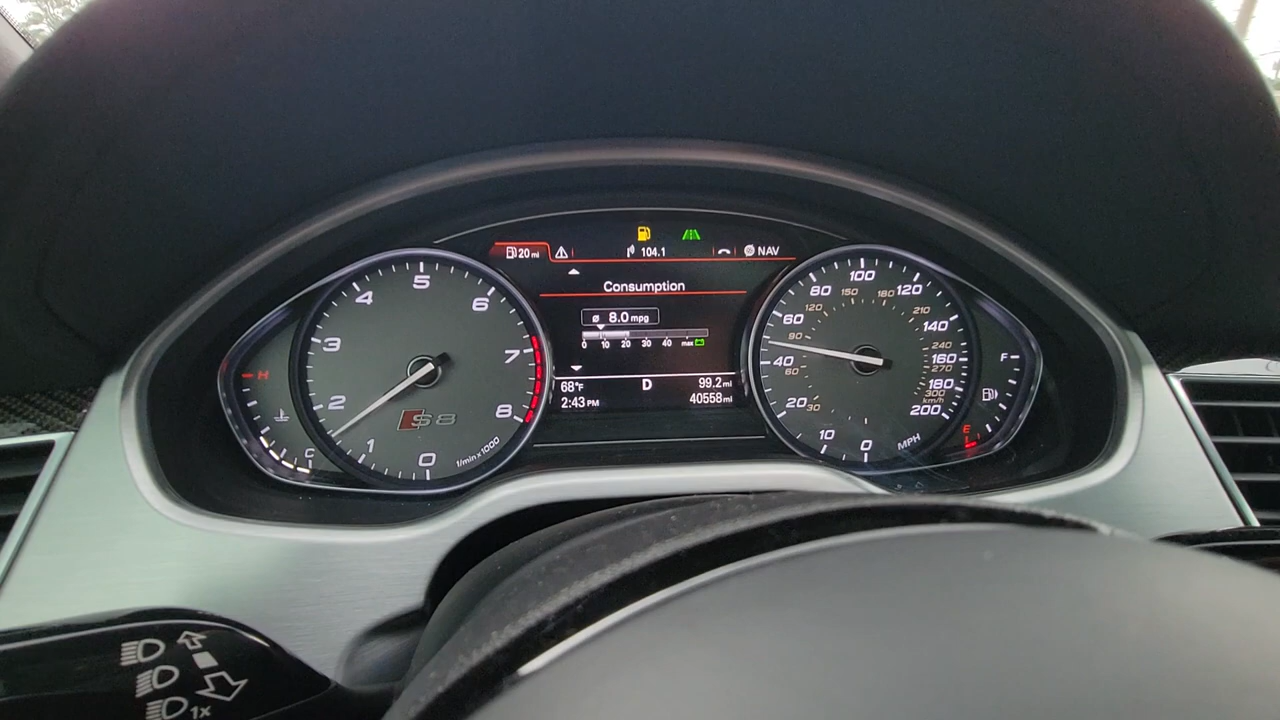 20 mi
104.1
NAV
Consumption
ø 8.0 mpg
0 10 20 30 40 max
68°F D 99.2 mi
2:43 PM 40558 mi
H
C
0
1
2
3
4
5
6
7
8
1/min x 1000
S8
0
10
20
40
60
80
100
120
140
160
180
200
MPH
30
60
90
120
150
180
210
240
270
300
km/h
F
E
1x